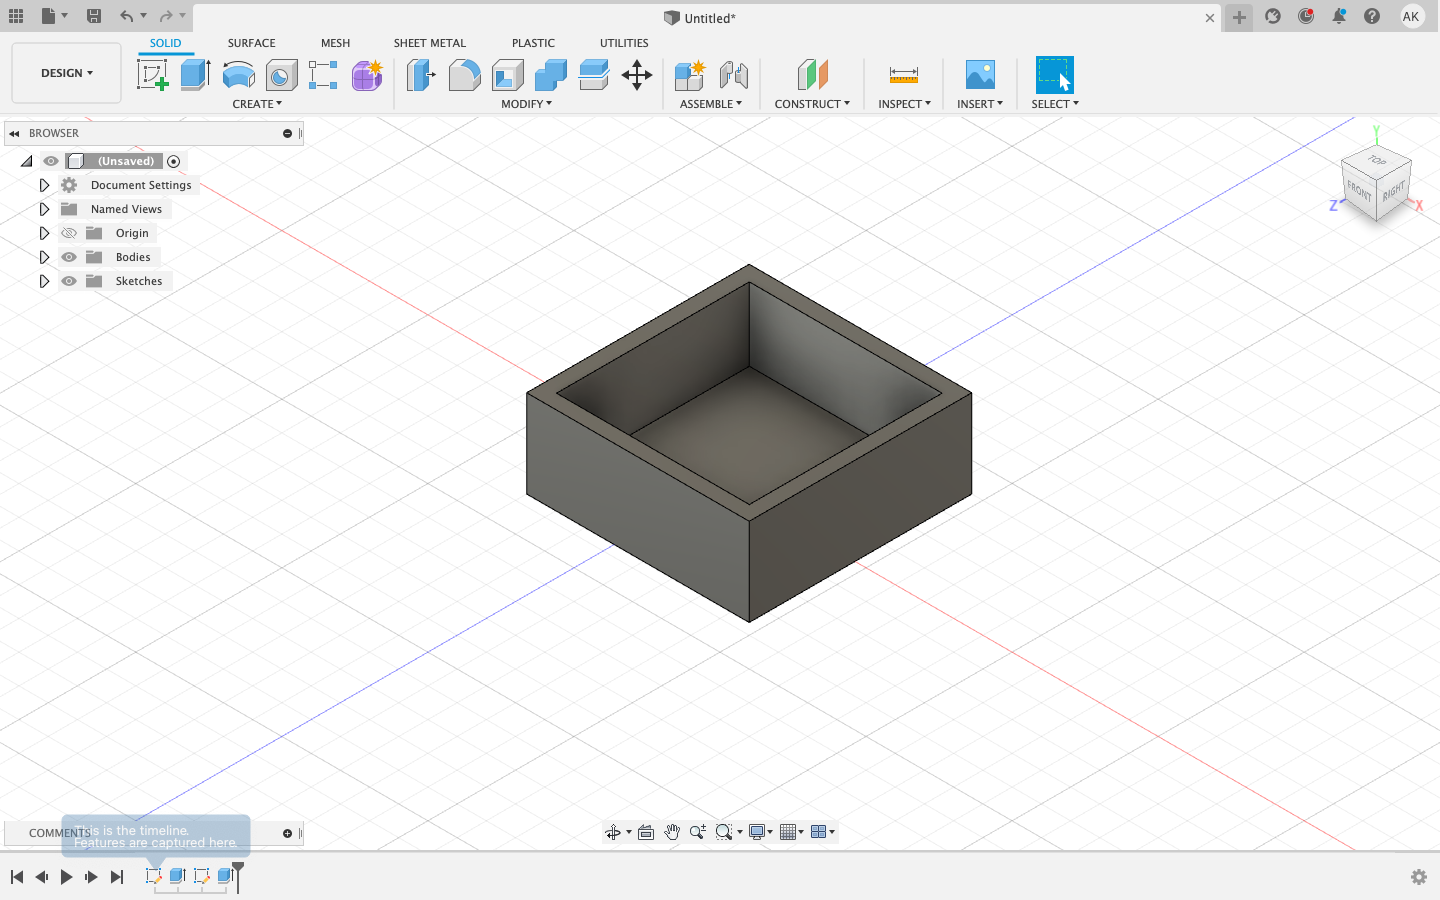 Untitled*
AK
SOLID
SURFACE
MESH
SHEET METAL
PLASTIC
UTILITIES
DESIGN
CREATE
MODIFY
ASSEMBLE
CONSTRUCT
INSPECT
INSERT
SELECT
BROWSER
(Unsaved)
Document Settings
Named Views
Origin
Bodies
Sketches
Y
TOP
FRONT
RIGHT
Z
X
COMMENTS
This is the timeline.
Features are captured here.